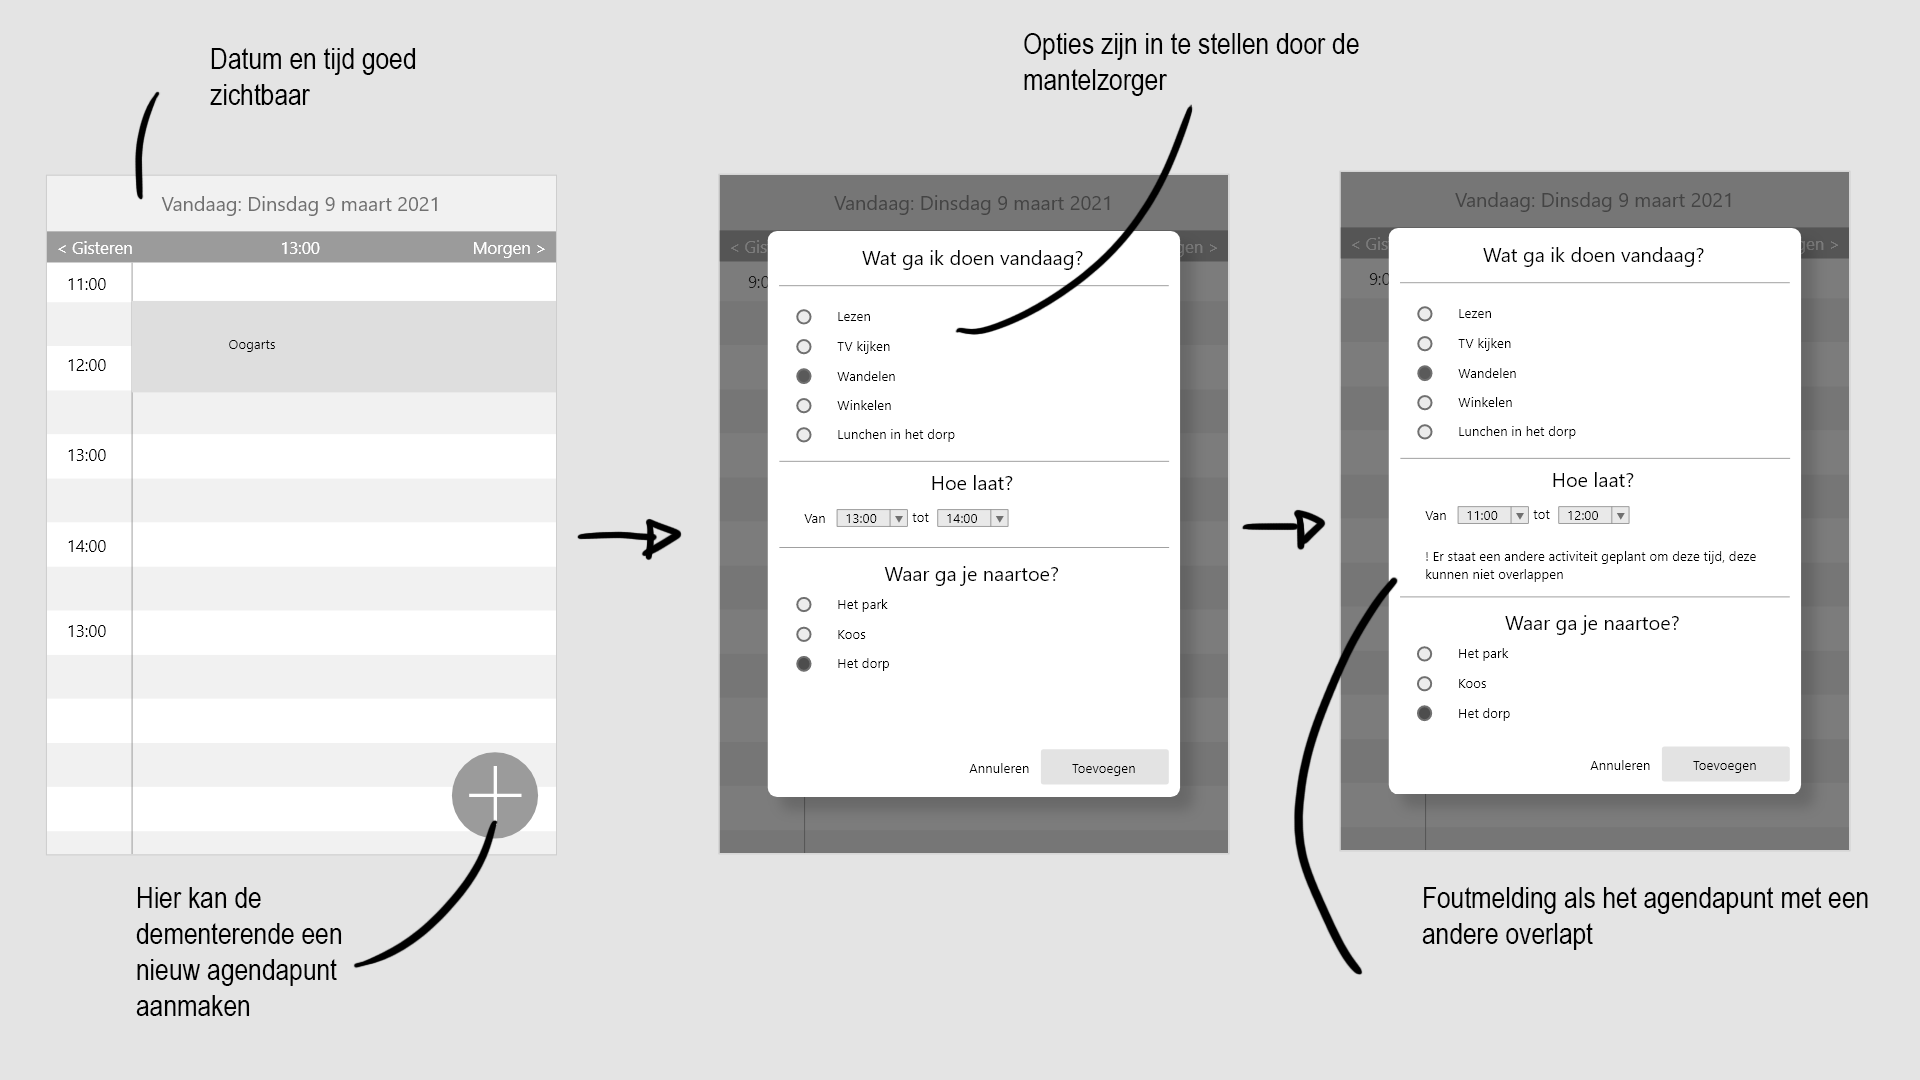 Datum en tijd goed
zichtbaar
Opties zijn in te stellen door de
mantelzorger
Vandaag: Dinsdag 9 maart 2021
< Gisteren 13:00 Morgen >
11:00
Oogarts
12:00
13:00
14:00
13:00
Hier kan de
dementerende een
nieuw agendapunt
aanmaken
Vandaag: Dinsdag 9 maart 2021
< Gis gen >
9:0
Wat ga ik doen vandaag?
Lezen
TV kijken
Wandelen
Winkelen
Lunchen in het dorp
Hoe laat?
Van 13:00 tot 14:00
Waar ga je naartoe?
Het park
Koos
Het dorp
Annuleren Toevoegen
Vandaag: Dinsdag 9 maart 2021
< Gis gen >
9:0
Wat ga ik doen vandaag?
Lezen
TV kijken
Wandelen
Winkelen
Lunchen in het dorp
Hoe laat?
Van 11:00 tot 12:00
! Er staat een andere activiteit geplant om deze tijd, deze
kunnen niet overlappen
Waar ga je naartoe?
Het park
Koos
Het dorp
Annuleren Toevoegen
Foutmelding als het agendapunt met een
andere overlapt